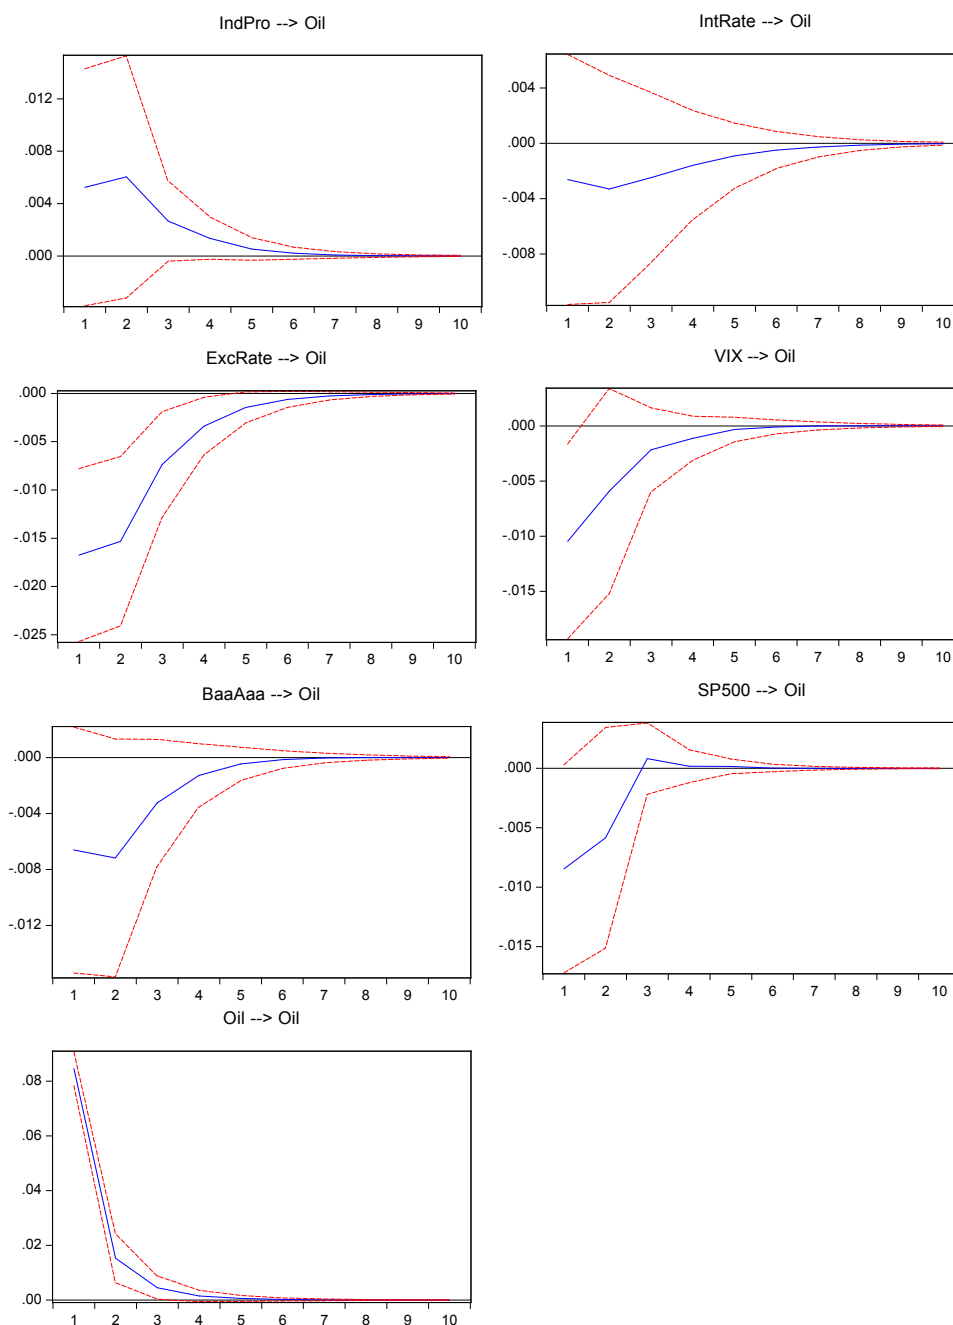 IndPro --> Oil
.012
.008
.004
.000
1 2 3 4 5 6 7 8 9 10
IntRate --> Oil
.004
.000
-.004
-.008
1 2 3 4 5 6 7 8 9 10
ExcRate --> Oil
.000
-.005
-.010
-.015
-.020
-.025
1 2 3 4 5 6 7 8 9 10
VIX --> Oil
.000
-.005
-.010
-.015
1 2 3 4 5 6 7 8 9 10
BaaAaa --> Oil
.000
-.004
-.008
-.012
1 2 3 4 5 6 7 8 9 10
SP500 --> Oil
.000
-.005
-.010
-.015
1 2 3 4 5 6 7 8 9 10
Oil --> Oil
.08
.06
.04
.02
.00
1 2 3 4 5 6 7 8 9 10